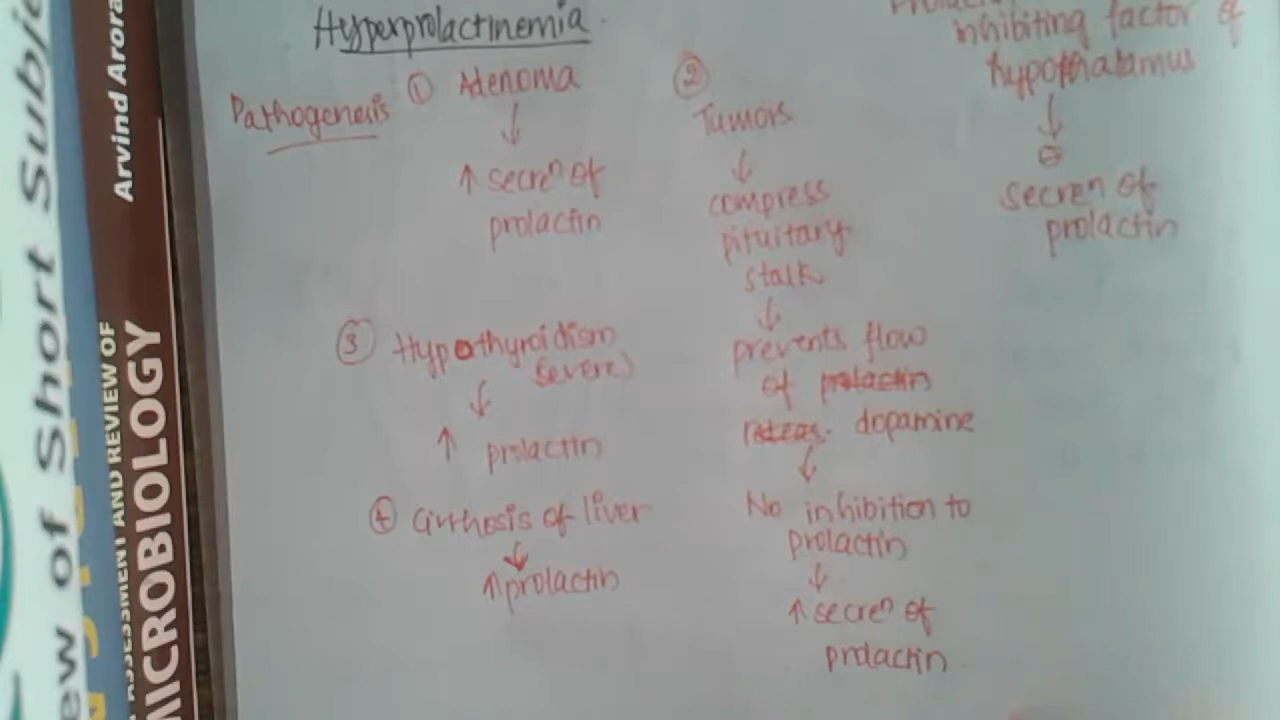 Hyperprolactinemia.
Pathogenesis
① Adenoma
↓
↑ secreⁿ of
prolactin
②
Tumors
↓
compress
pituitary
stalk
↓
prevents flow
of prolactin
dopamine
↓
No inhibition to
prolactin
↓
↑ secreⁿ of
prolactin
inhibiting factor of
hypothalamus
↓
⊖
secren of
prolactin
③ Hypothyroidism
severe)
↓
↑ prolactin
④ Cirrhosis of liver
↓
↑ prolactin
ew of Short Subje
Arvind Arora
ASSESSMENT AND REVIEW OF
MICROBIOLOGY